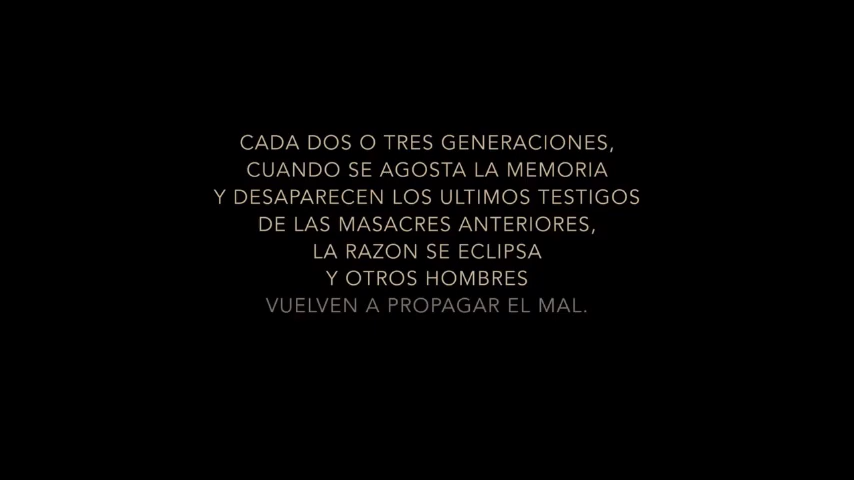 CADA DOS O TRES GENERACIONES,
CUANDO SE AGOSTA LA MEMORIA
Y DESAPARECEN LOS ULTIMOS TESTIGOS
DE LAS MASACRES ANTERIORES,
LA RAZON SE ECLIPSA
Y OTROS HOMBRES
VUELVEN A PROPAGAR EL MAL.